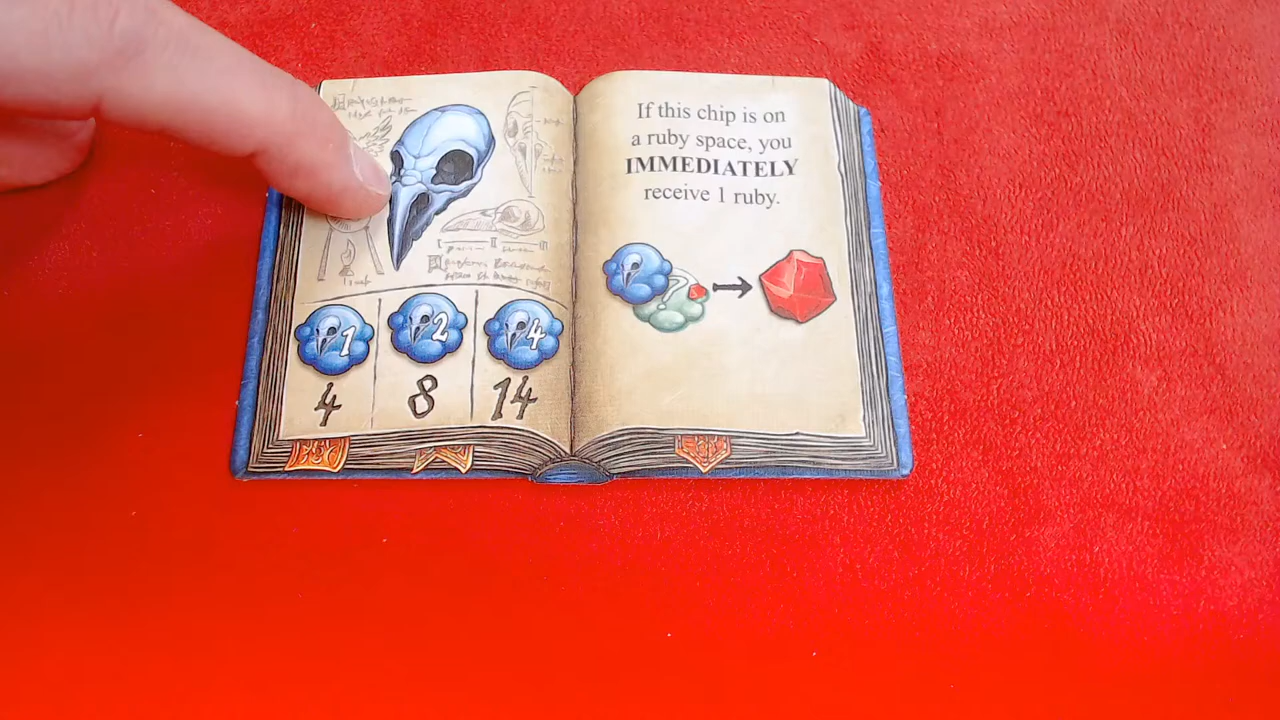 1
2
4
4
8
14
If this chip is on
a ruby space, you
IMMEDIATELY
receive 1 ruby.